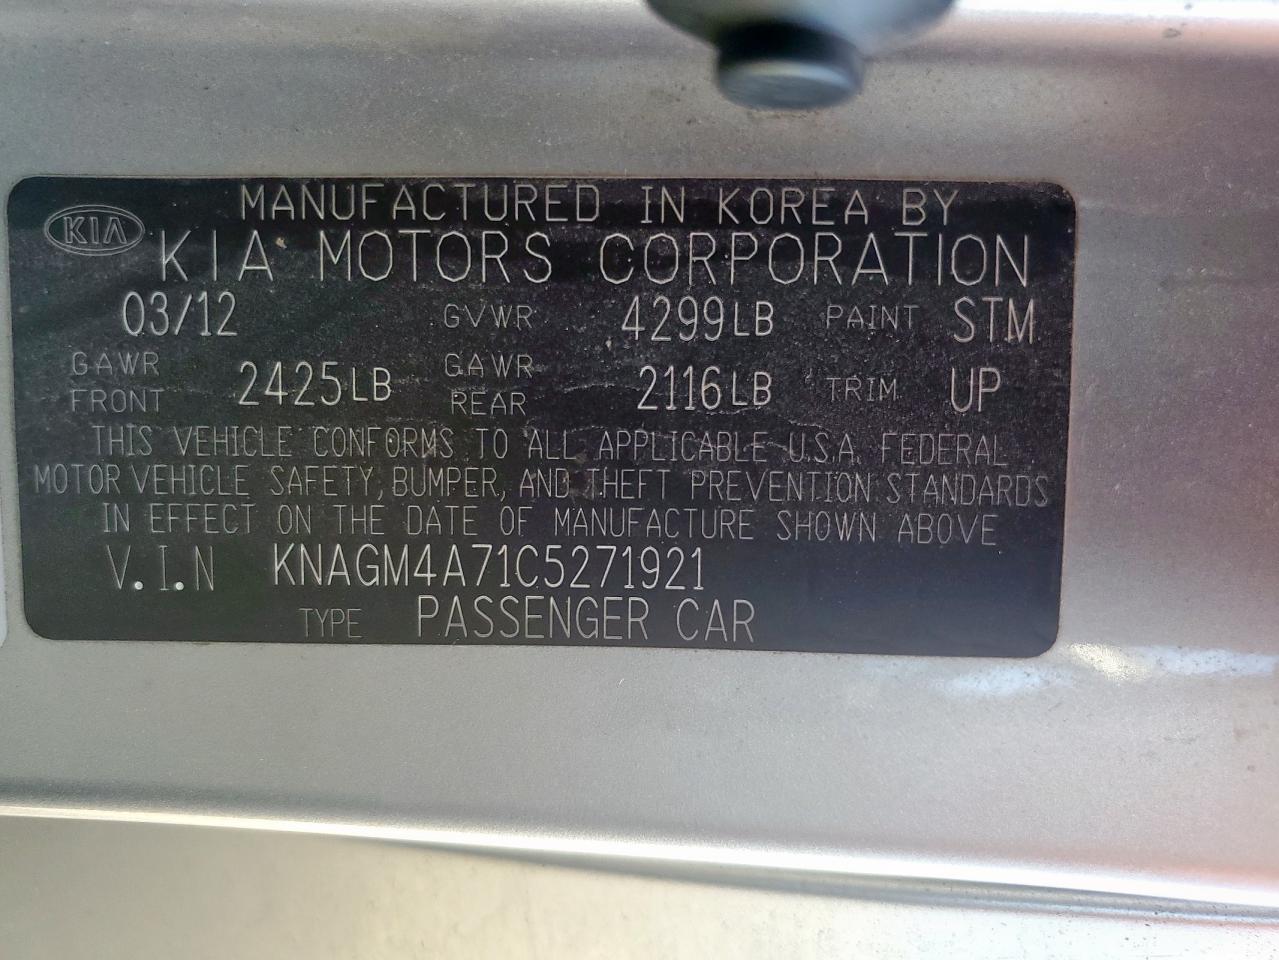 MANUFACTURED IN KOREA BY
KIA KIA MOTORS CORPORATION
03/12 GVWR 4299LB PAINT STM
GAWR FRONT 2425LB GAWR REAR 2116LB TRIM UP
THIS VEHICLE CONFORMS TO ALL APPLICABLE U.S.A. FEDERAL
MOTOR VEHICLE SAFETY, BUMPER, AND THEFT PREVENTION STANDARDS
IN EFFECT ON THE DATE OF MANUFACTURE SHOWN ABOVE
V.I.N KNAGM4A71C5271921
TYPE PASSENGER CAR